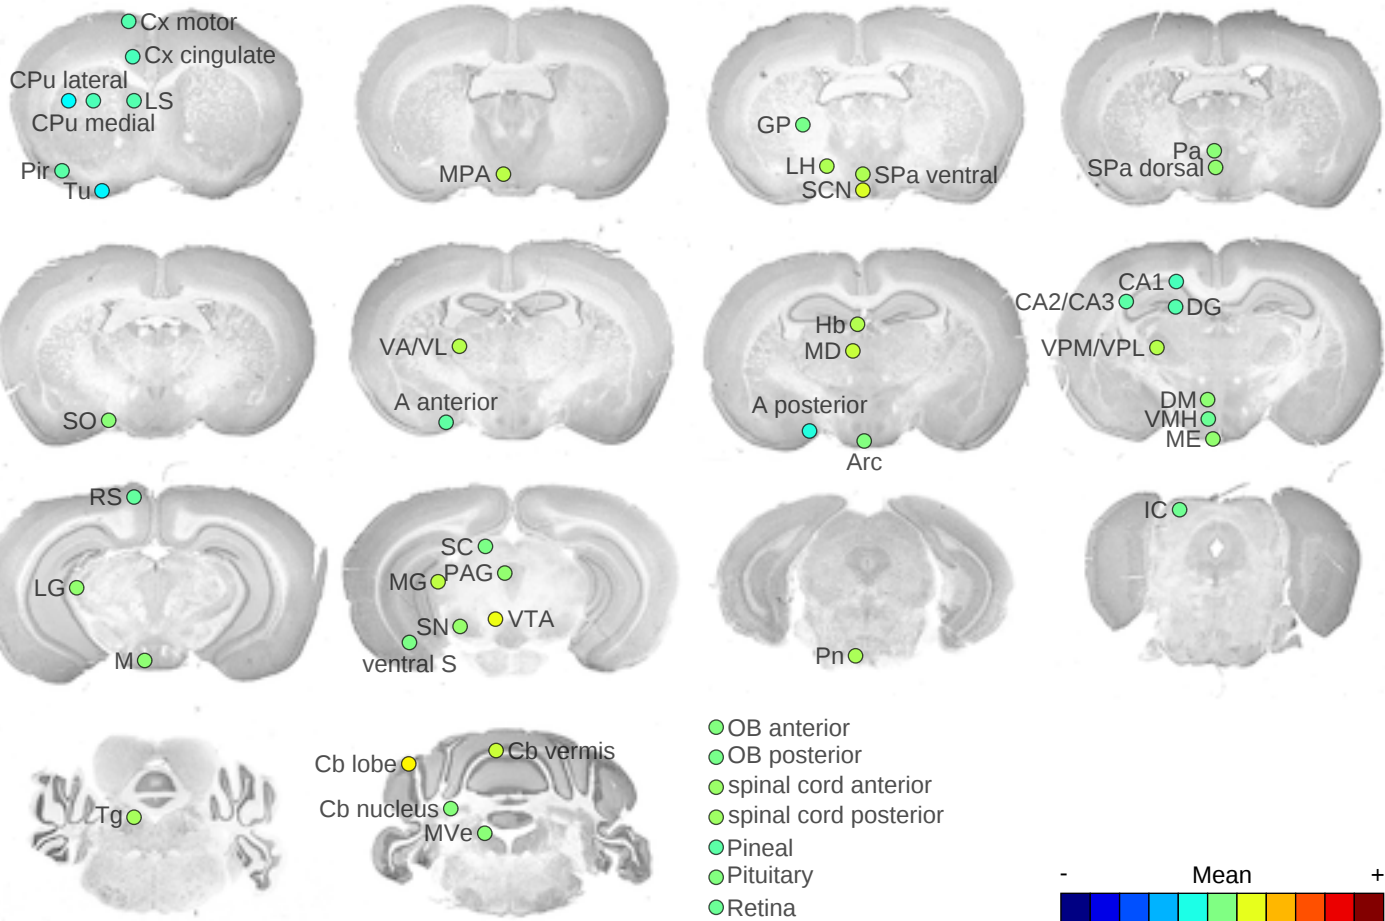 Cx motor
Cx cingulate
CPu lateral
LS
CPu medial
Pir
Tu
MPA
GP
LH
SPa ventral
SCN
Pa
SPa dorsal
SO
VA/VL
A anterior
Hb
MD
A posterior
Arc
CA1
CA2/CA3
DG
VPM/VPL
DM
VMH
ME
RS
LG
M
SC
PAG
MG
VTA
SN
ventral S
Pn
IC
Tg
Cb vermis
Cb lobe
Cb nucleus
MVe
OB anterior
OB posterior
spinal cord anterior
spinal cord posterior
Pineal
Pituitary
Retina
- Mean +